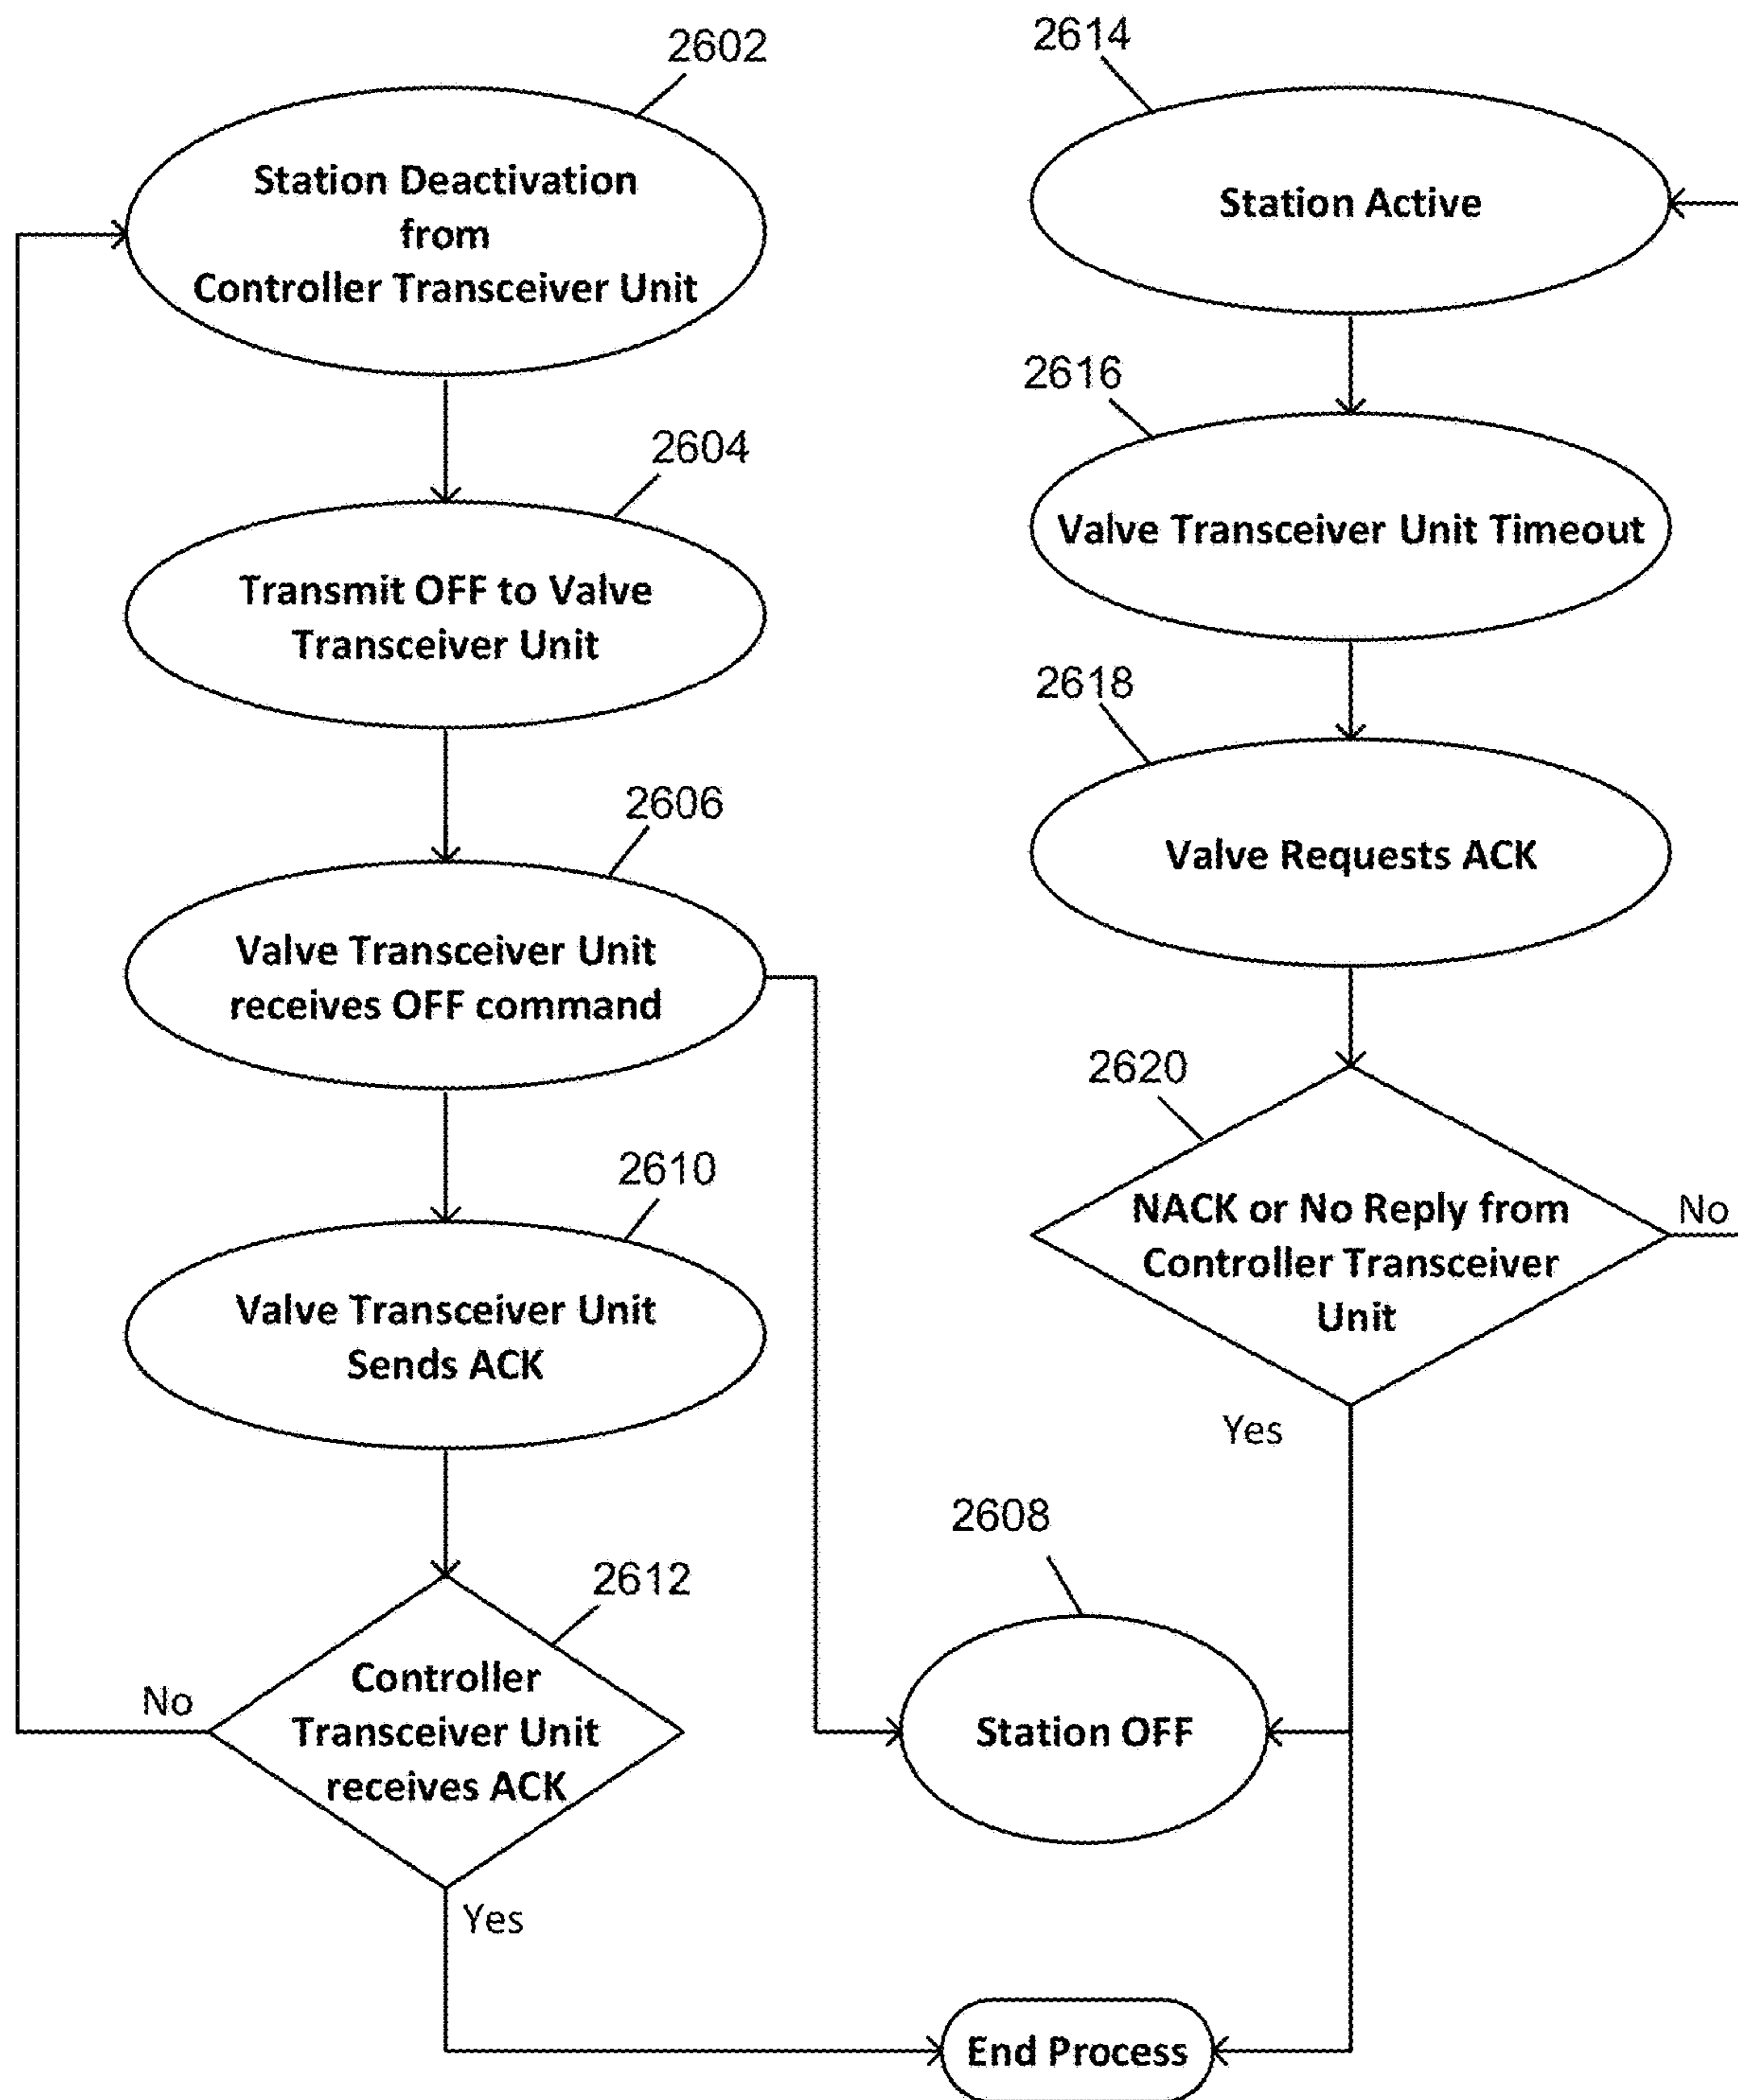 2602
Station Deactivation
from
Controller Transceiver Unit
2604
Transmit OFF to Valve
Transceiver Unit
2606
Valve Transceiver Unit
receives OFF command
2610
Valve Transceiver Unit
Sends ACK
2612
Controller
Transceiver Unit
receives ACK
No
Yes
2614
Station Active
2616
Valve Transceiver Unit Timeout
2618
Valve Requests ACK
2620
NACK or No Reply from
Controller Transceiver
Unit
No
Yes
2608
Station OFF
End Process